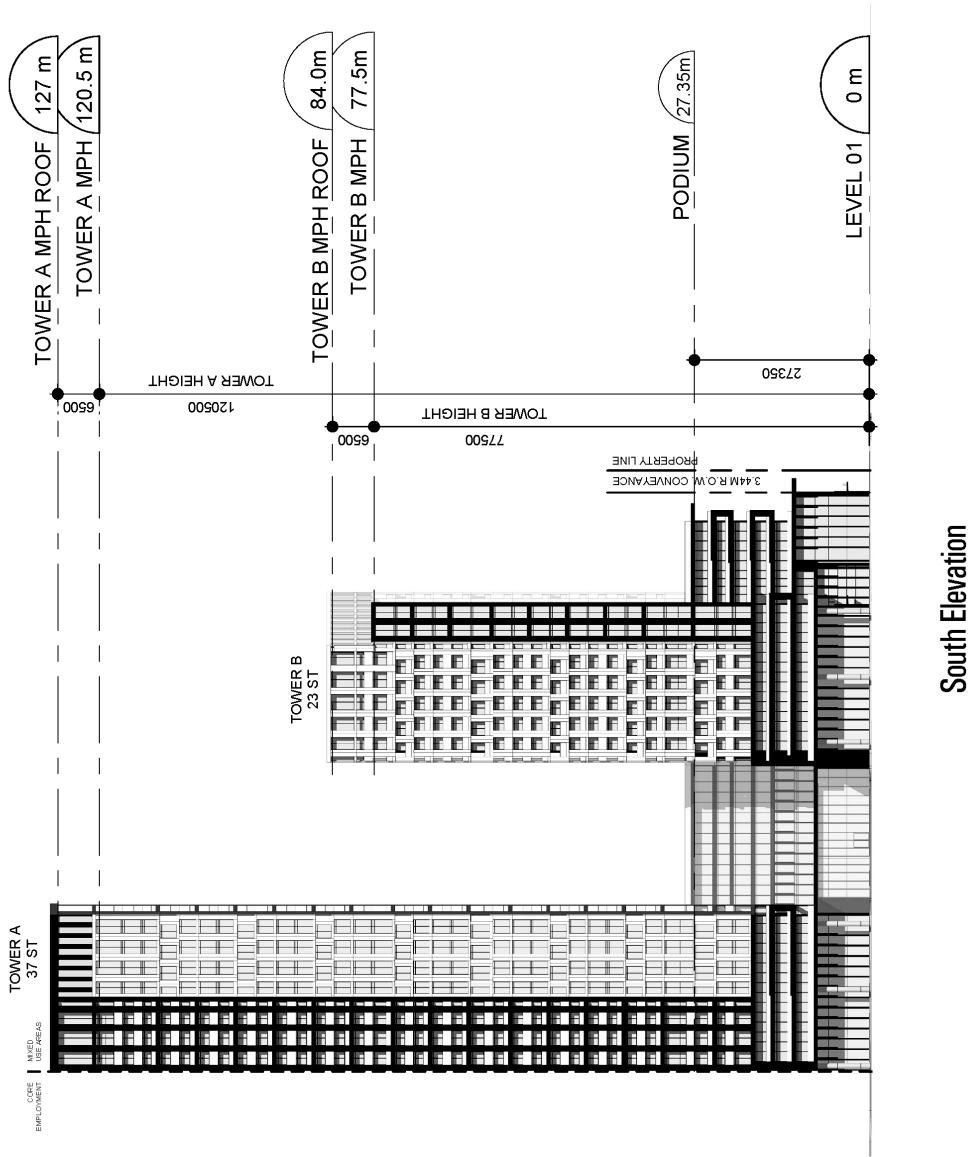 TOWER A MPH ROOF
127 m
TOWER A MPH
120.5 m
TOWER B MPH ROOF
84.0m
TOWER B MPH
77.5m
PODIUM
27.35m
LEVEL 01
0 m
6500
TOWER A HEIGHT
120500
6500
TOWER B HEIGHT
77500
27350
PROPERTY LINE
3.44M R.O.W. CONVEYANCE
TOWER B
23 ST
TOWER A
37 ST
MIXED
USE AREAS
CORE
EMPLOYMENT
South Elevation